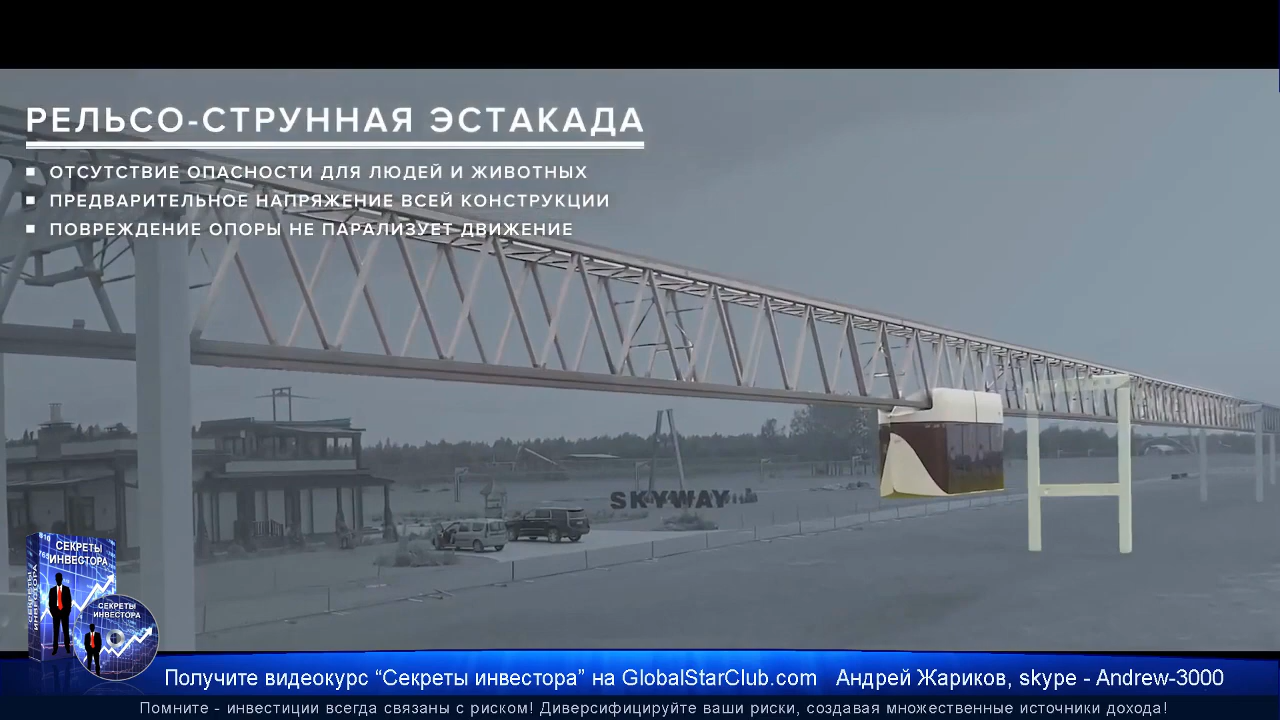 РЕЛЬСО-СТРУННАЯ ЭСТАКАДА
ОТСУТСТВИЕ ОПАСНОСТИ ДЛЯ ЛЮДЕЙ И ЖИВОТНЫХ
ПРЕДВАРИТЕЛЬНОЕ НАПРЯЖЕНИЕ ВСЕЙ КОНСТРУКЦИИ
ПОВРЕЖДЕНИЕ ОПОРЫ НЕ ПАРАЛИЗУЕТ ДВИЖЕНИЕ
SKYWAY
СЕКРЕТЫ
ИНВЕСТОРА
СЕКРЕТЫ
ИНВЕСТОРА
Получите видеокурс “Секреты инвестора” на GlobalStarClub.com Андрей Жариков, skype - Andrew-3000
Помните - инвестиции всегда связаны с риском! Диверсифицируйте ваши риски, создавая множественные источники дохода!